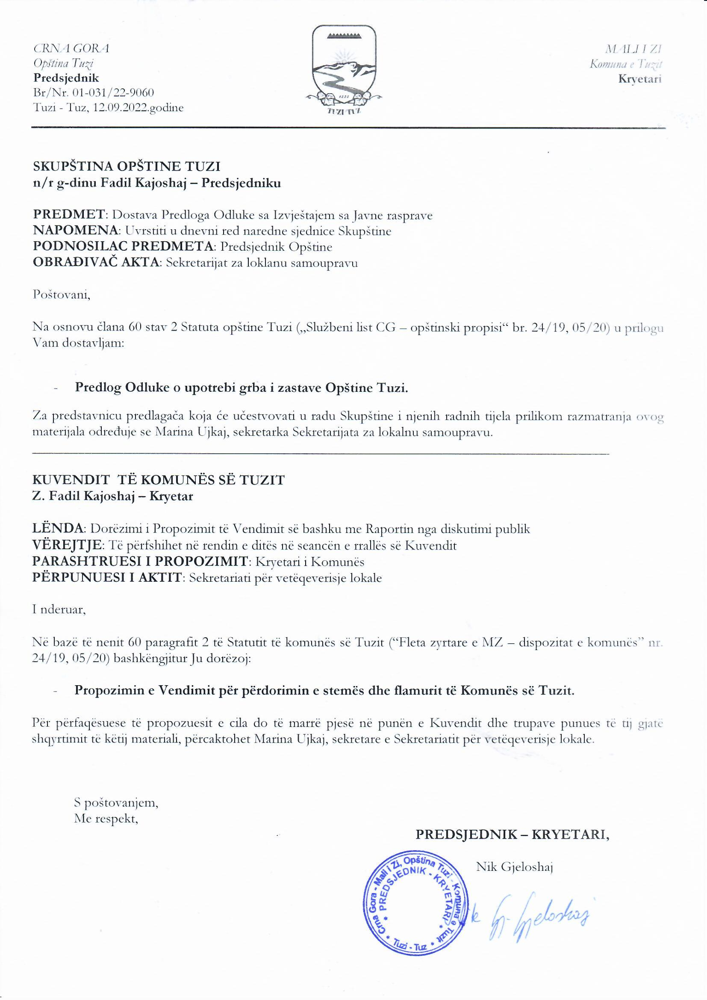 CRNA GORA
Opština Tuzi
Predsjednik
Br/Nr. 01-031/22-9060
Tuzi - Tuz, 12.09.2022.godine
TUZI TUZ
MALI I ZI
Komuna e Tuzit
Kryetari
SKUPŠTINA OPŠTINE TUZI
n/r g-dinu Fadil Kajoshaj – Predsjedniku
PREDMET: Dostava Predloga Odluke sa Izvještajem sa Javne rasprave
NAPOMENA: Uvrstiti u dnevni red naredne sjednice Skupštine
PODNOSILAC PREDMETA: Predsjednik Opštine
OBRAĐIVAČ AKTA: Sekretarijat za loklanu samoupravu
Poštovani,
Na osnovu člana 60 stav 2 Statuta opštine Tuzi („Službeni list CG – opštinski propisi“ br. 24/19, 05/20) u prilogu
Vam dostavljam:
- Predlog Odluke o upotrebi grba i zastave Opštine Tuzi.
Za predstavnicu predlagača koja će učestvovati u radu Skupštine i njenih radnih tijela prilikom razmatranja ovog
materijala određuje se Marina Ujkaj, sekretarka Sekretarijata za lokalnu samoupravu.
KUVENDIT TË KOMUNËS SË TUZIT
Z. Fadil Kajoshaj – Kryetar
LËNDA: Dorëzimi i Propozimit të Vendimit së bashku me Raportin nga diskutimi publik
VËREJTJE: Të përfshihet në rendin e ditës në seancën e rrallës së Kuvendit
PARASHTRUESI I PROPOZIMIT: Kryetari i Komunës
PËRPUNUESI I AKTIT: Sekretariati për vetëqeverisje lokale
I nderuar,
Në bazë të nenit 60 paragrafit 2 të Statutit të komunës së Tuzit (“Fleta zyrtare e MZ – dispozitat e komunës” nr.
24/19, 05/20) bashkëngjitur Ju dorëzoj:
- Propozimin e Vendimit për përdorimin e stemës dhe flamurit të Komunës së Tuzit.
Për përfaqësuese të propozuesit e cila do të marrë pjesë në punën e Kuvendit dhe trupave punues të tij gjatë
shqyrtimit të këtij materiali, përcaktohet Marina Ujkaj, sekretare e Sekretariatit për vetëqeverisje lokale.
S poštovanjem,
Me respekt,
PREDSJEDNIK – KRYETARI,
Nik Gjeloshaj
Crna Gora - Mali i Zi, Opština Tuzi - Komuna e Tuzit
* PREDSJEDNIK - KRYETARI *
* Tuzi - Tuz *
Gjeloshaj